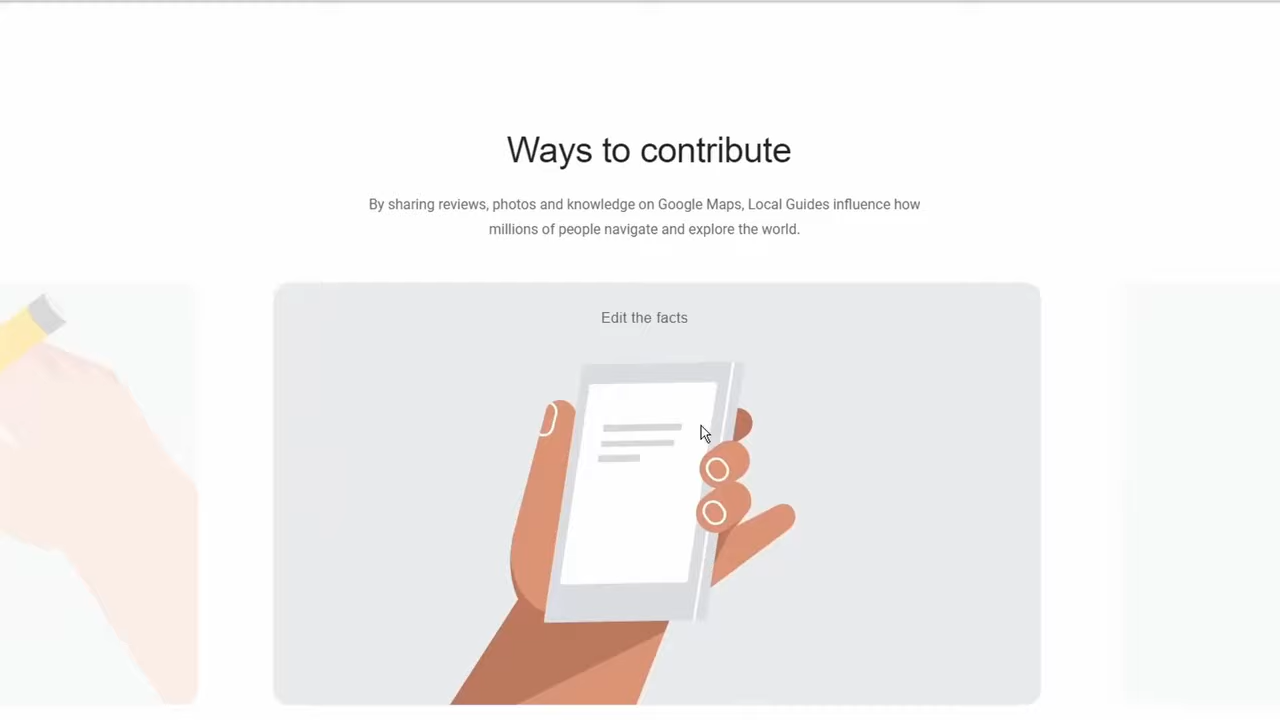 Ways to contribute
By sharing reviews, photos and knowledge on Google Maps, Local Guides influence how
millions of people navigate and explore the world.
Edit the facts